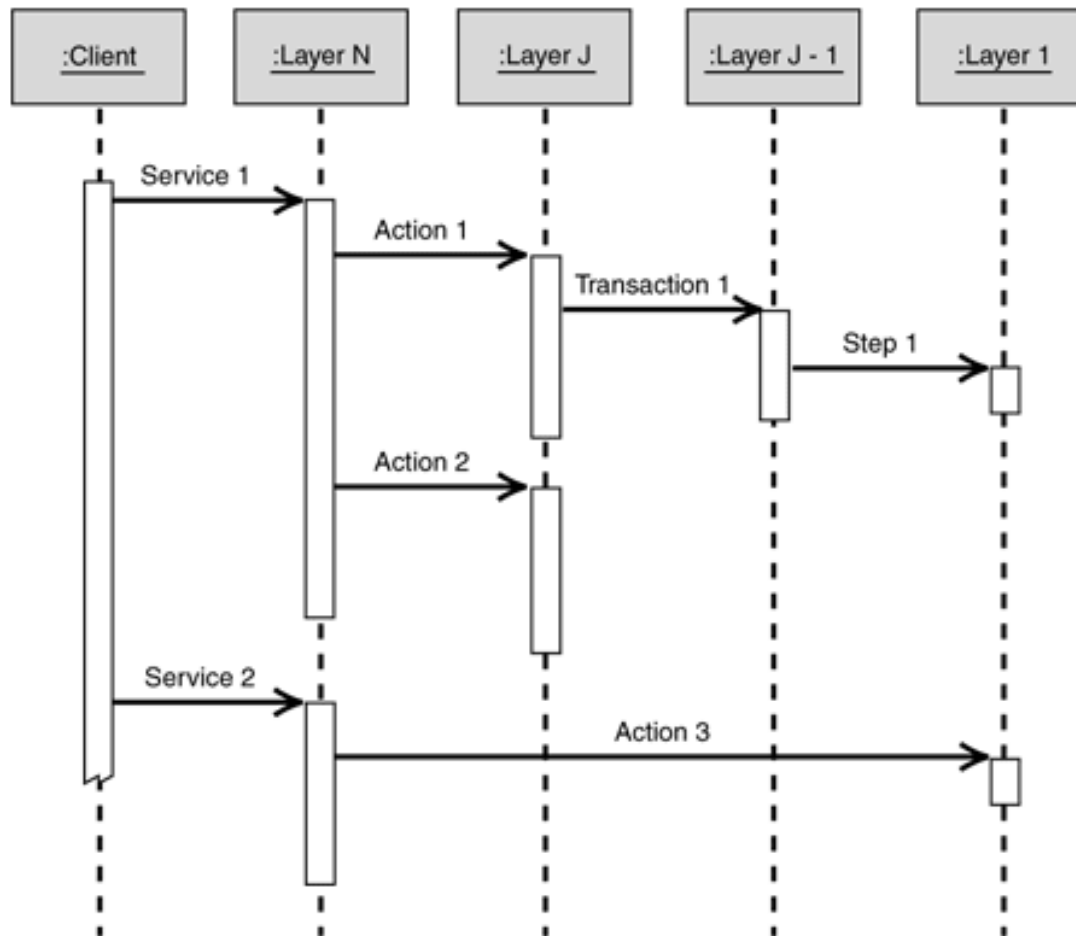 :Client
:Layer N
:Layer J
:Layer J - 1
:Layer 1
Service 1
Action 1
Transaction 1
Step 1
Action 2
Service 2
Action 3